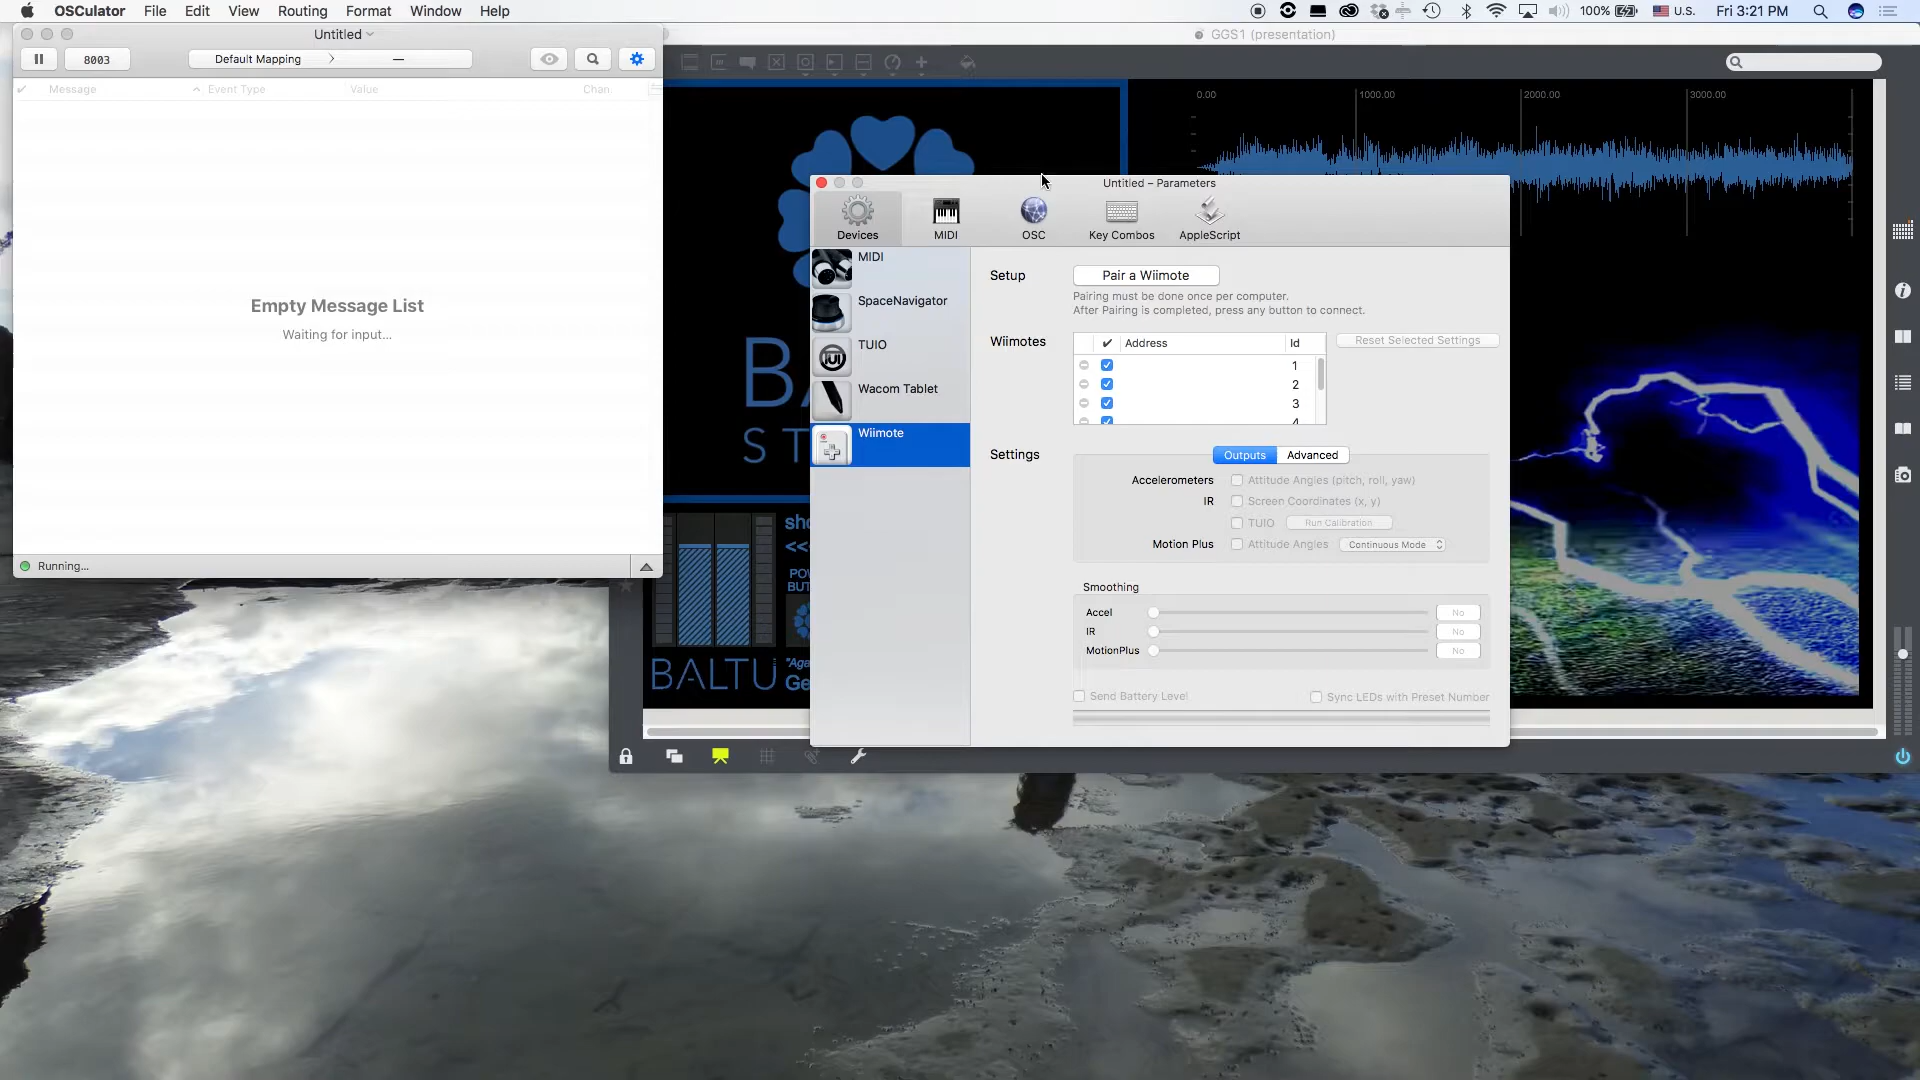 OSCulator File Edit View Routing Format Window Help
100% U.S. Fri 3:21 PM
Untitled
GGS1 (presentation)
8003 Default Mapping —
Message Event Type Value Chan
0.00 1000.00 2000.00 3000.00
Untitled – Parameters
Devices MIDI OSC Key Combos AppleScript
MIDI
SpaceNavigator
TUIO
Wacom Tablet
Wiimote
Setup Pair a Wiimote
Pairing must be done once per computer.
After Pairing is completed, press any button to connect.
Wiimotes Address Id Reset Selected Settings
1
2
3
4
Settings Outputs Advanced
Accelerometers Attitude Angles (pitch, roll, yaw)
IR Screen Coordinates (x, y)
TUIO Run Calibration
Motion Plus Attitude Angles Continuous Mode
Smoothing
Accel No
IR No
MotionPlus No
Send Battery Level Sync LEDs with Preset Number
Empty Message List
Waiting for input...
Running...
BALTU